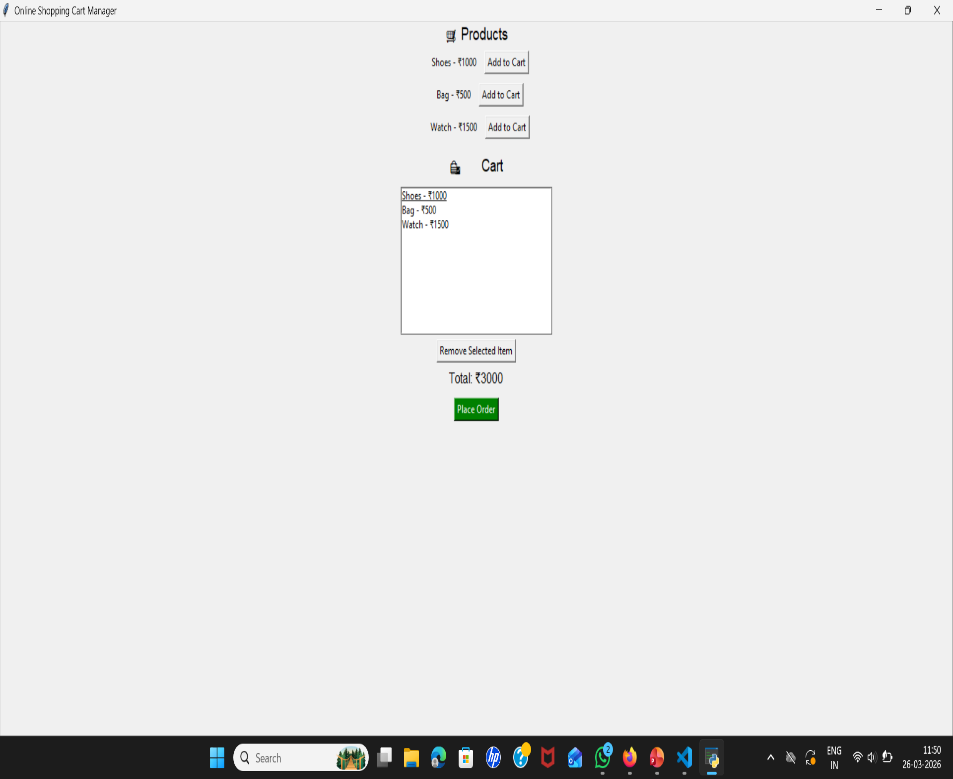 Online Shopping Cart Manager
Products
Shoes - ₹1000 Add to Cart
Bag - ₹500 Add to Cart
Watch - ₹1500 Add to Cart
Cart
Shoes - ₹1000
Bag - ₹500
Watch - ₹1500
Remove Selected Item
Total: ₹3000
Place Order
Search
hp
2
ENG
IN
11:50
26-03-2026